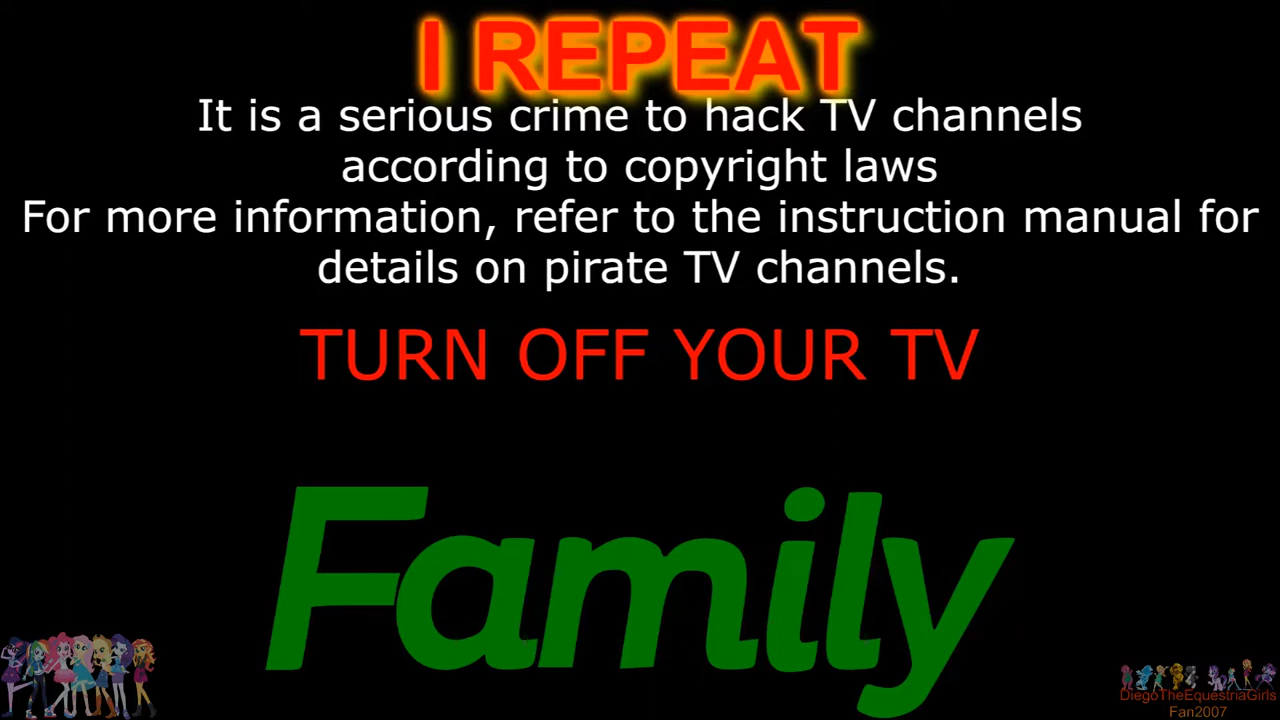 I REPEAT
It is a serious crime to hack TV channels
according to copyright laws
For more information, refer to the instruction manual for
details on pirate TV channels.
TURN OFF YOUR TV
Family
DiegoTheEquestriaGirls
Fan2007